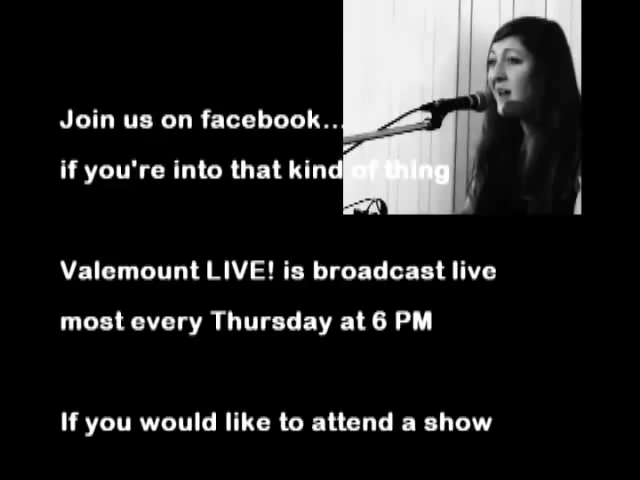 Join us on facebook...
if you're into that kind of thing
Valemount LIVE! is broadcast live
most every Thursday at 6 PM
If you would like to attend a show